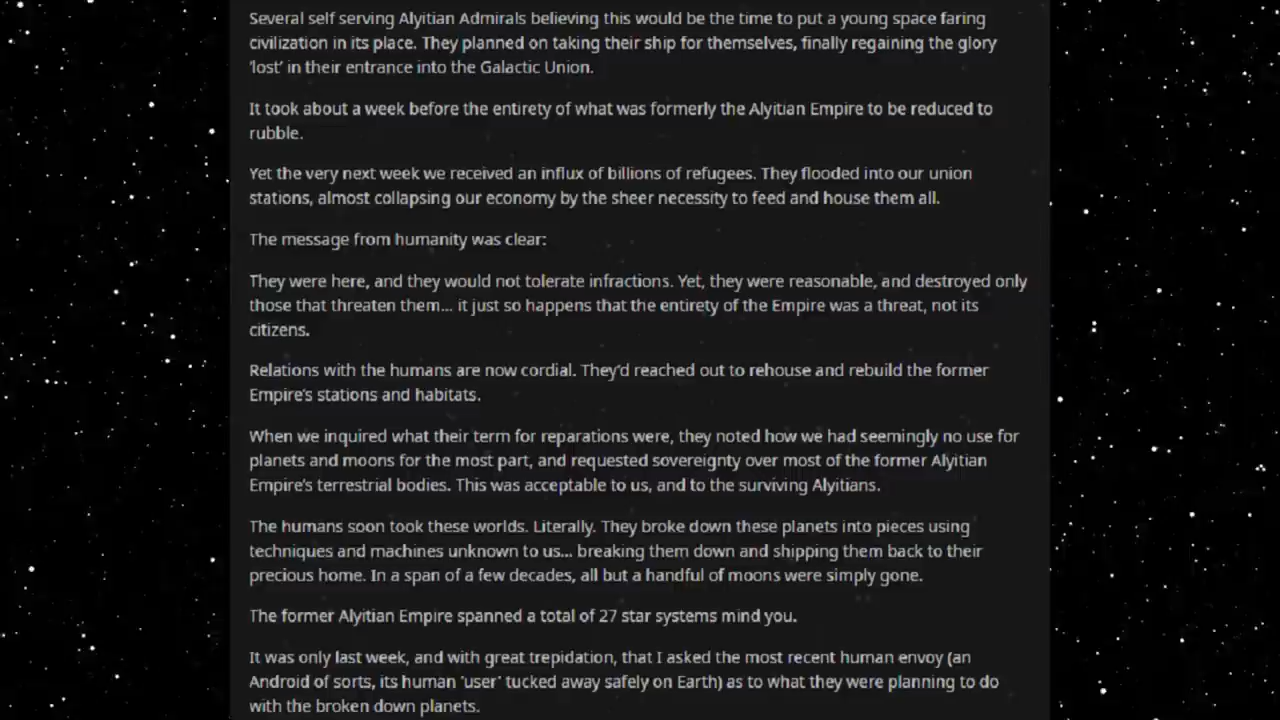 Several self serving Alyitian Admirals believing this would be the time to put a young space faring
civilization in its place. They planned on taking their ship for themselves, finally regaining the glory
'lost' in their entrance into the Galactic Union.
It took about a week before the entirety of what was formerly the Alyitian Empire to be reduced to
rubble.
Yet the very next week we received an influx of billions of refugees. They flooded into our union
stations, almost collapsing our economy by the sheer necessity to feed and house them all.
The message from humanity was clear:
They were here, and they would not tolerate infractions. Yet, they were reasonable, and destroyed only
those that threaten them... it just so happens that the entirety of the Empire was a threat, not its
citizens.
Relations with the humans are now cordial. They'd reached out to rehouse and rebuild the former
Empire's stations and habitats.
When we inquired what their term for reparations were, they noted how we had seemingly no use for
planets and moons for the most part, and requested sovereignty over most of the former Alyitian
Empire's terrestrial bodies. This was acceptable to us, and to the surviving Alyitians.
The humans soon took these worlds. Literally. They broke down these planets into pieces using
techniques and machines unknown to us... breaking them down and shipping them back to their
precious home. In a span of a few decades, all but a handful of moons were simply gone.
The former Alyitian Empire spanned a total of 27 star systems mind you.
It was only last week, and with great trepidation, that I asked the most recent human envoy (an
Android of sorts, its human 'user' tucked away safely on Earth) as to what they were planning to do
with the broken down planets.